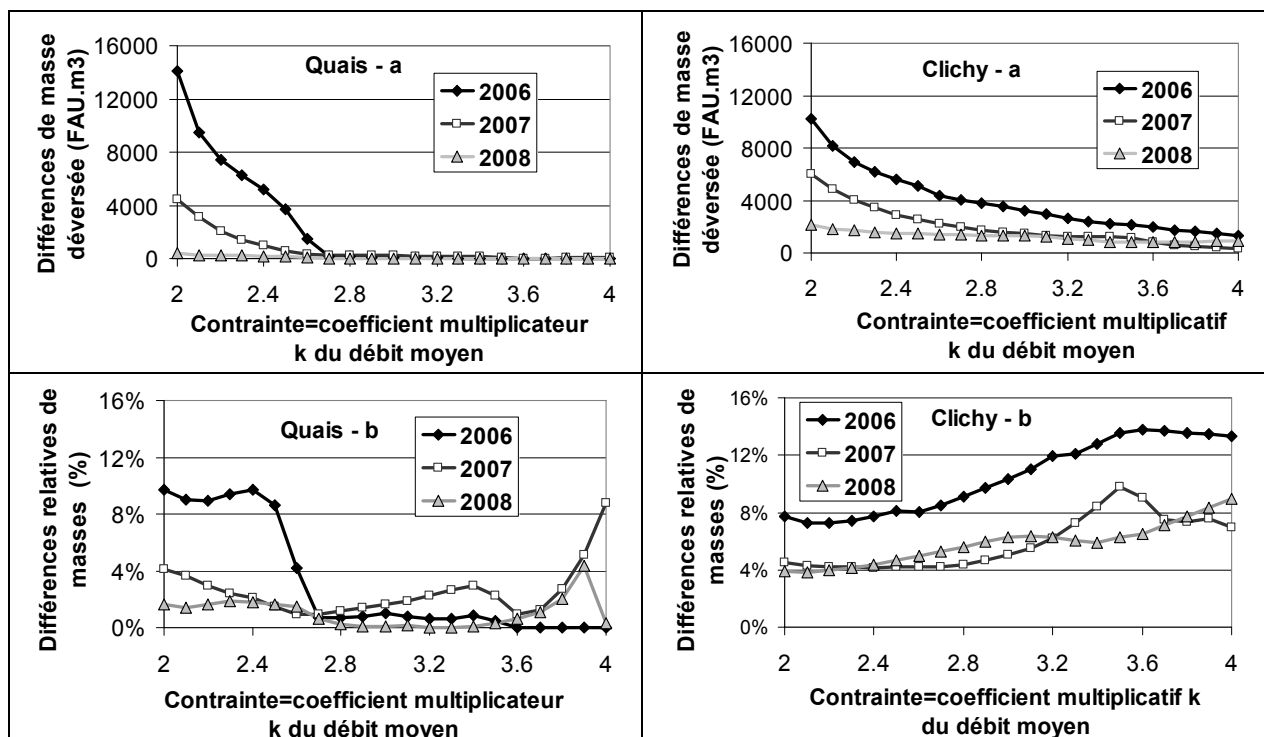 Quais - a
Différences de masse
déversée (FAU.m3)
16000
12000
8000
4000
0
2006
2007
2008
2
2.4
2.8
3.2
3.6
4
Contrainte=coefficient multiplicateur
k du débit moyen
Clichy - a
Différences de masse
déversée (FAU.m3)
16000
12000
8000
4000
0
2006
2007
2008
2
2.4
2.8
3.2
3.6
4
Contrainte=coefficient multiplicatif
k du débit moyen
Quais - b
Différences relatives de
masses (%)
16%
12%
8%
4%
0%
2006
2007
2008
2
2.4
2.8
3.2
3.6
4
Contrainte=coefficient multiplicateur
k du débit moyen
Clichy - b
Différences relatives de
masses (%)
16%
12%
8%
4%
0%
2006
2007
2008
2
2.4
2.8
3.2
3.6
4
Contrainte=coefficient multiplicatif k
du débit moyen